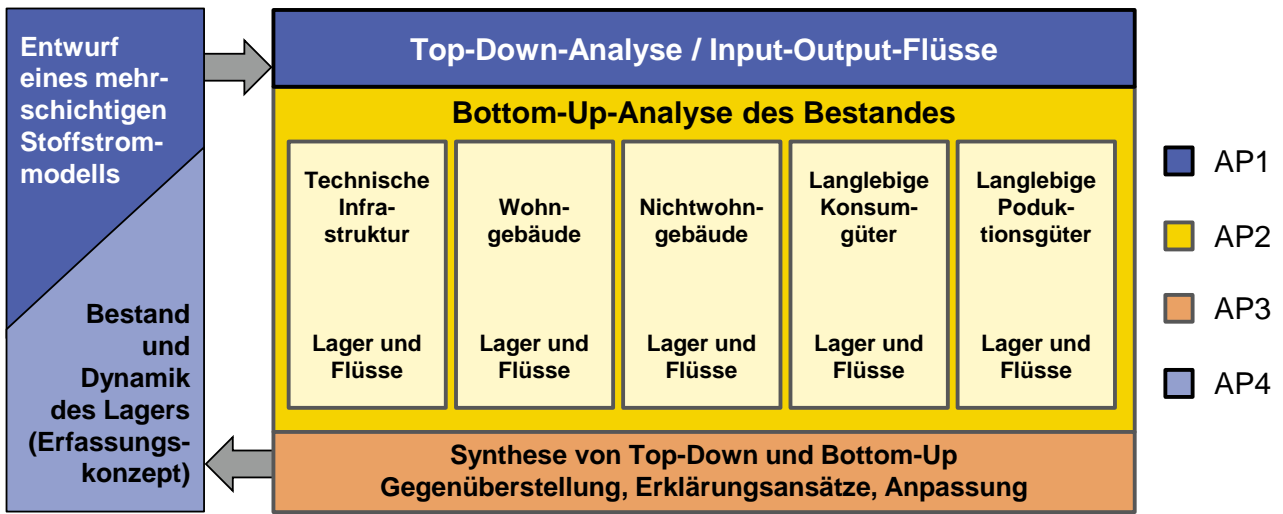 Entwurf
eines mehr-
schichtigen
Stoffstrom-
modells
Bestand
und
Dynamik
des Lagers
(Erfassungs-
konzept)
Top-Down-Analyse / Input-Output-Flüsse
Bottom-Up-Analyse des Bestandes
Technische
Infra-
struktur
Lager und
Flüsse
Wohn-
gebäude
Lager und
Flüsse
Nichtwohn-
gebäude
Lager und
Flüsse
Langlebige
Konsum-
güter
Lager und
Flüsse
Langlebige
Poduk-
tionsgüter
Lager und
Flüsse
Synthese von Top-Down und Bottom-Up
Gegenüberstellung, Erklärungsansätze, Anpassung
AP1
AP2
AP3
AP4